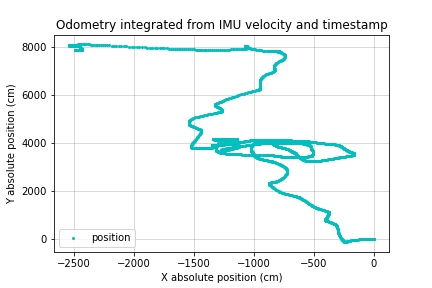 Odometry integrated from IMU velocity and timestamp
Y absolute position (cm)
8000
6000
4000
2000
0
position
−2500 −2000 −1500 −1000 −500 0
X absolute position (cm)